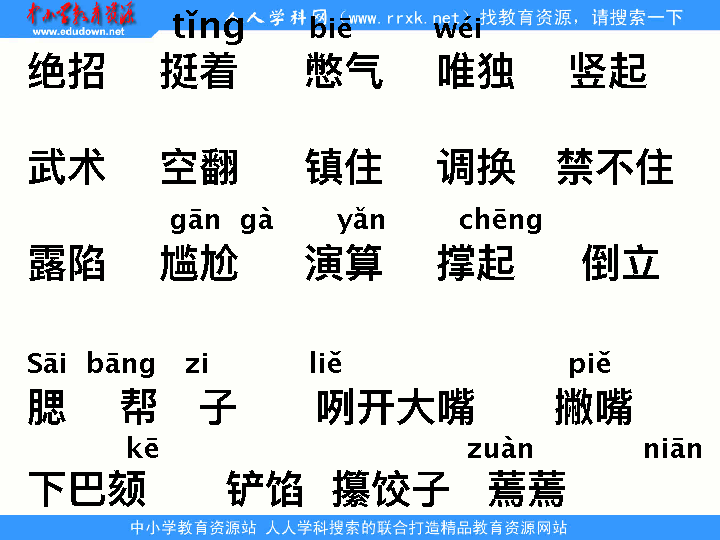 中小学教育资源
www.edudown.net
人人学科网（www.rrxk.net）找教育资源，请搜索一下
tǐng biē wéi
绝招 挺着 憋气 唯独 竖起
武术 空翻 镇住 调换 禁不住
gān gà yǎn chēng
露陷 尴尬 演算 撑起 倒立
Sāi bāng zi liě piě
腮 帮 子 咧开大嘴 撇嘴
kē zuàn niān
下巴颏 铲馅 攥饺子 蔫蔫
中小学教育资源站 人人学科搜索的联合打造精品教育资源网站